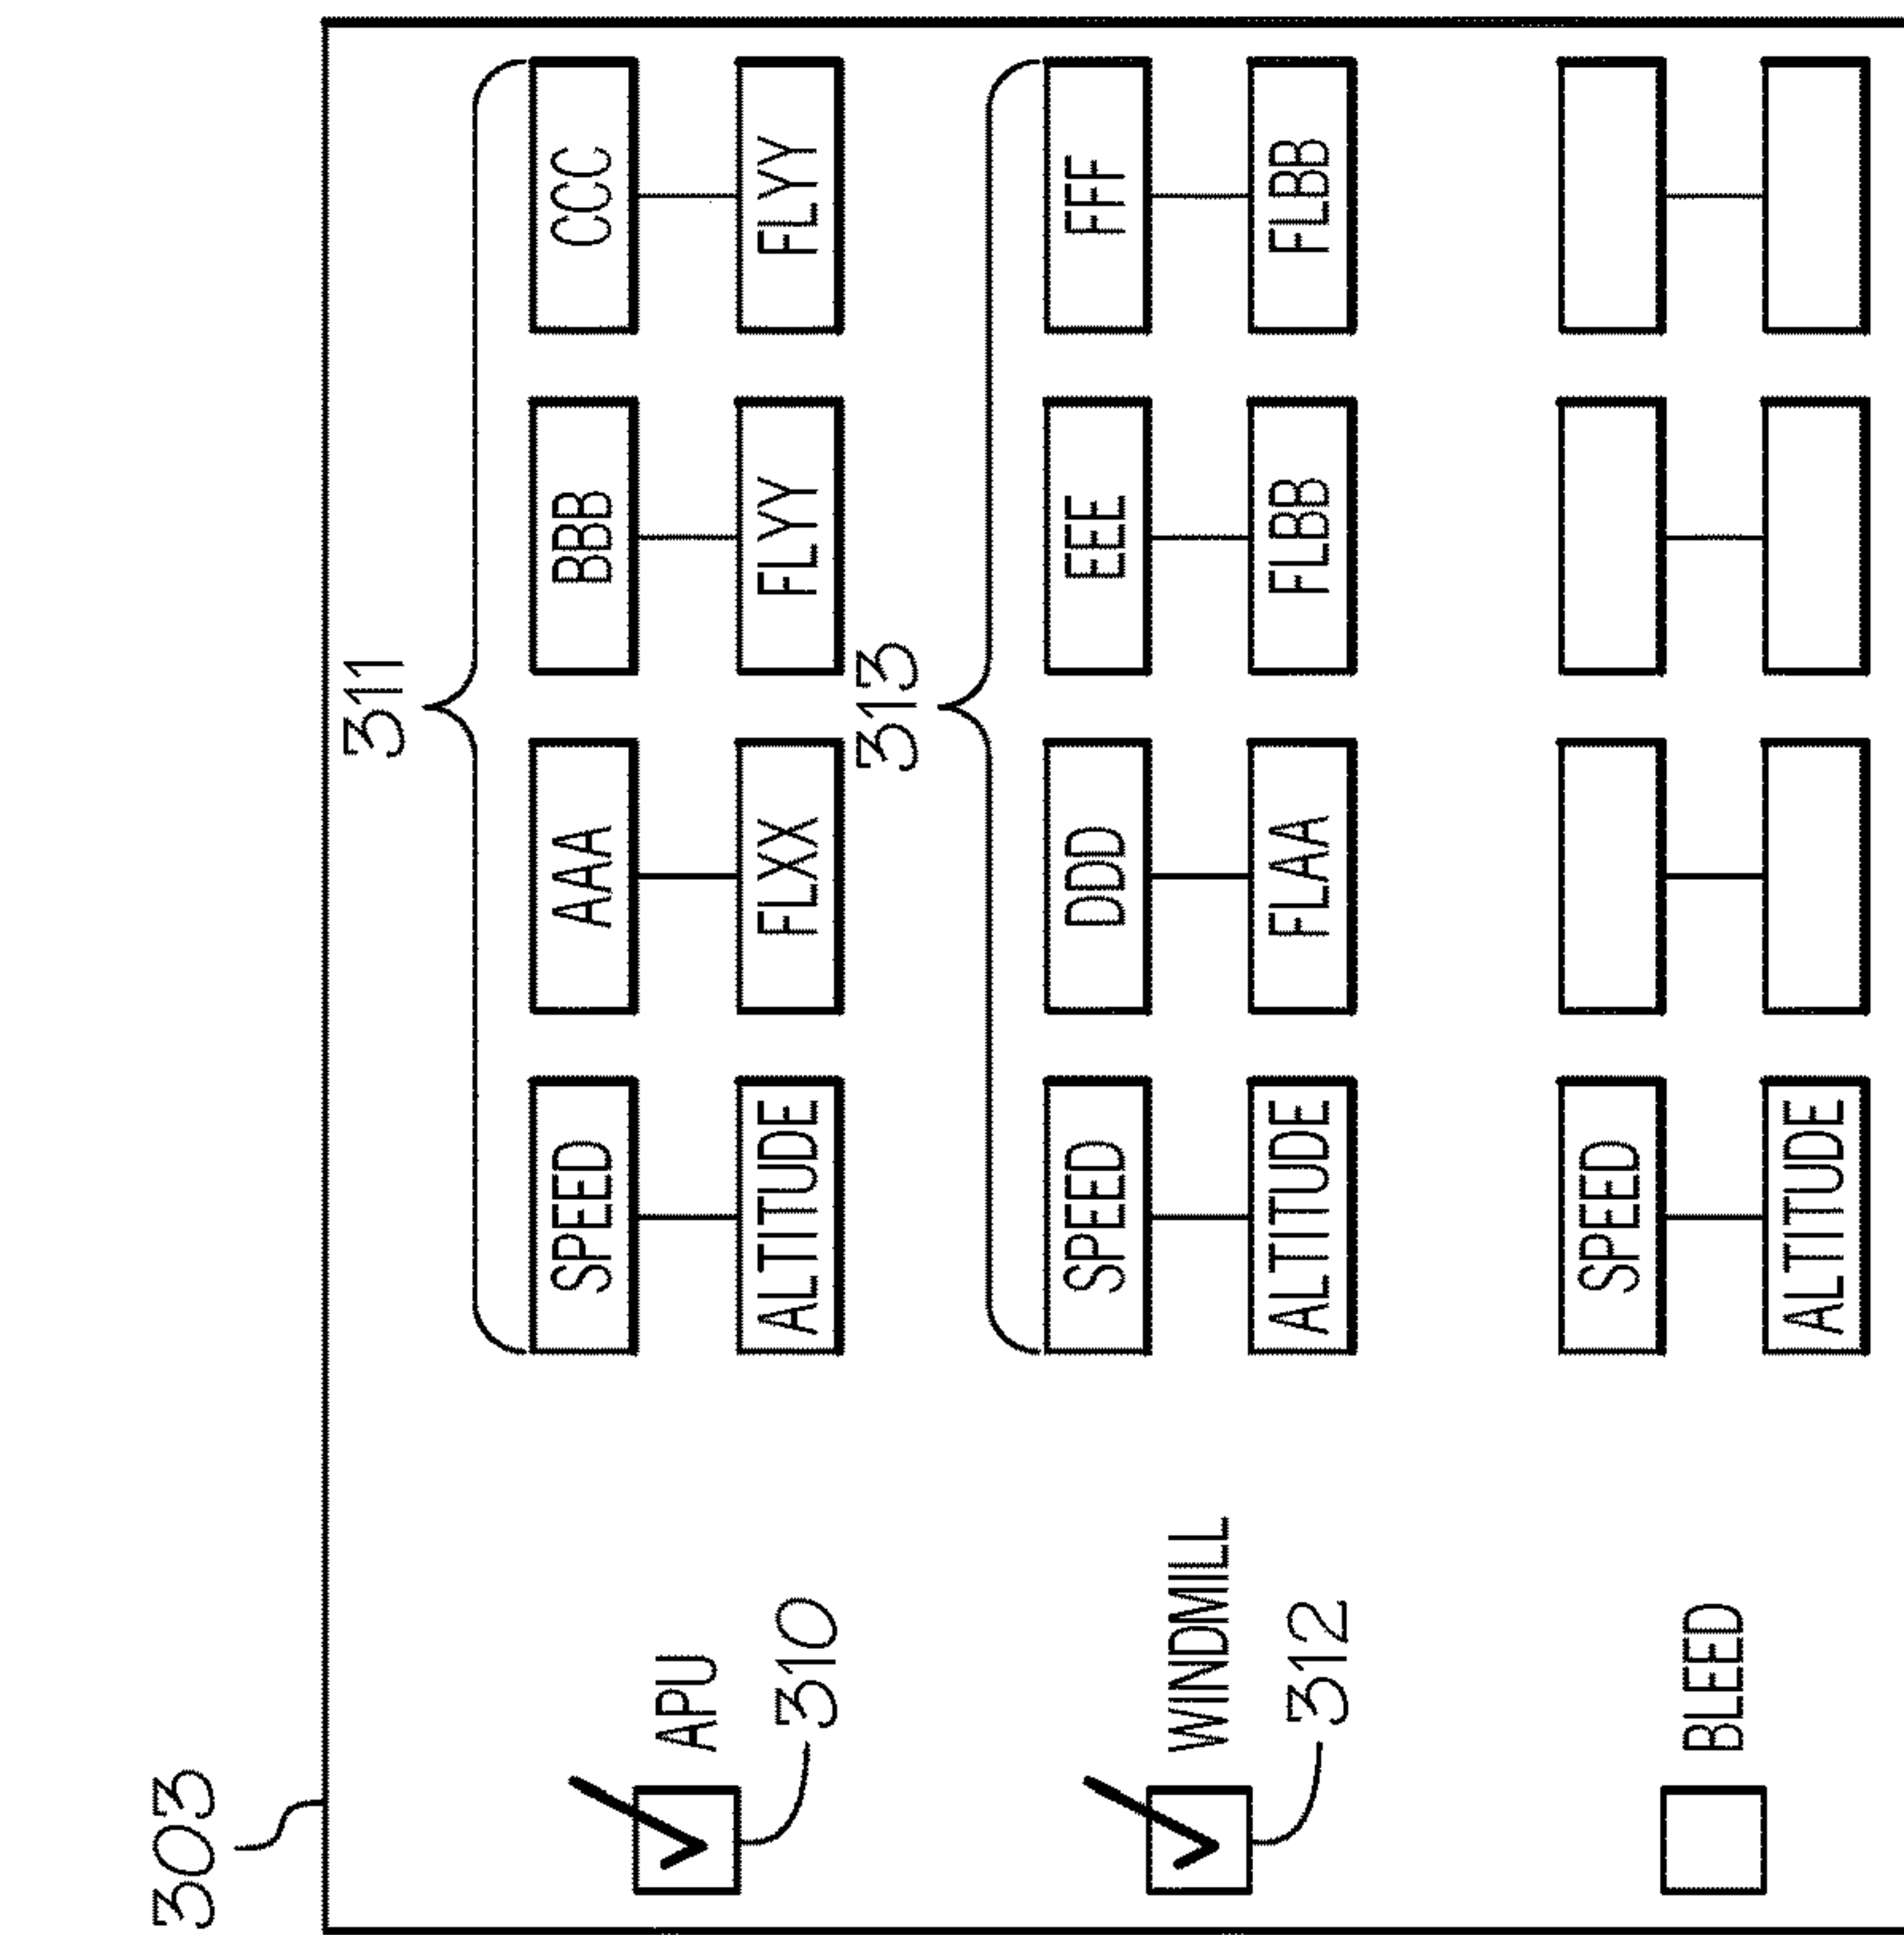 303
311
SPEED AAA BBB CCC
APU
310
ALTITUDE FLXX FLYY FLYY
313
SPEED DDD EEE FFF
WINDMILL
312
ALTITUDE FLAA FLBB FLBB
SPEED
BLEED
ALTITUDE